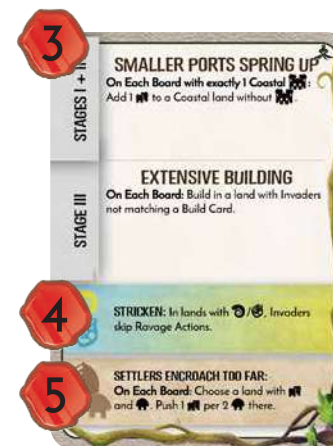 3
STAGES I + II
SMALLER PORTS SPRING UP
On Each Board with exactly 1 Coastal :
Add 1 to a Coastal land without .
STAGE III
EXTENSIVE BUILDING
On Each Board: Build in a land with Invaders
not matching a Build Card.
4
STRICKEN: In lands with / , Invaders
skip Ravage Actions.
5
SETTLERS ENCROACH TOO FAR:
On Each Board: Choose a land with
and . Push 1 per 2 there.